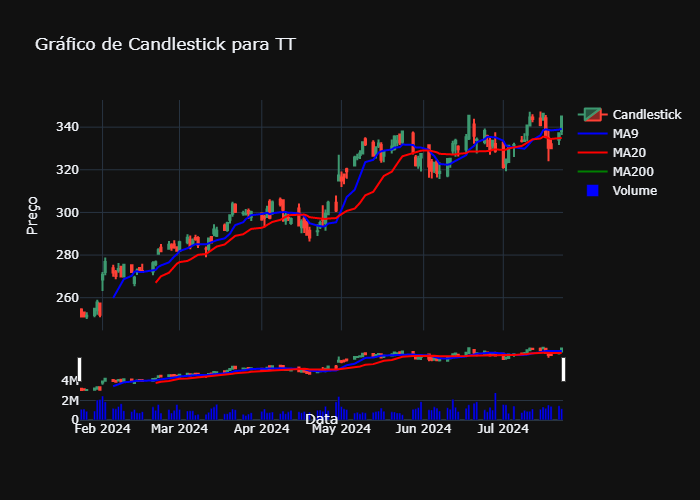 Gráfico de Candlestick para TT
Candlestick
MA9
MA20
MA200
Volume
Preço
340
320
300
280
260
4M
2M
0
Feb 2024
Mar 2024
Apr 2024
May 2024
Jun 2024
Jul 2024
Data